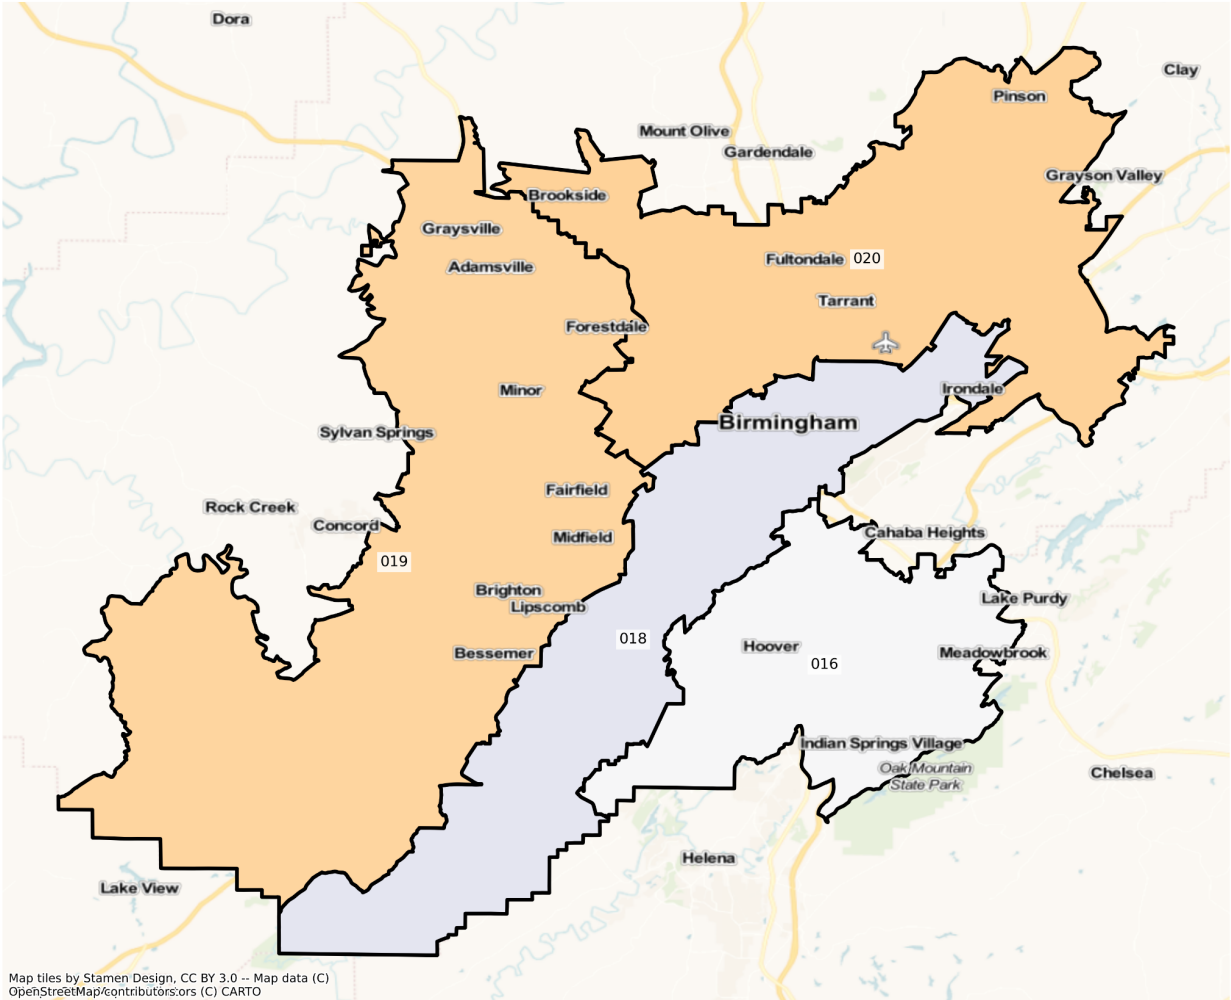 Dora
Clay
Pinson
Mount Olive
Gardendale
Grayson Valley
Brookside
Graysville
Fultondale
020
Adamsville
Tarrant
Forestdale
Minor
Irondale
Birmingham
Sylvan Springs
Fairfield
Rock Creek
Concord
Midfield
Cahaba Heights
019
Brighton
Lipscomb
Lake Purdy
018
Hoover
Bessemer
Meadowbrook
016
Indian Springs Village
Oak Mountain
State Park
Chelsea
Helena
Lake View
Map tiles by Stamen Design, CC BY 3.0 -- Map data (C)
OpenStreetMap contributors (C) CARTO